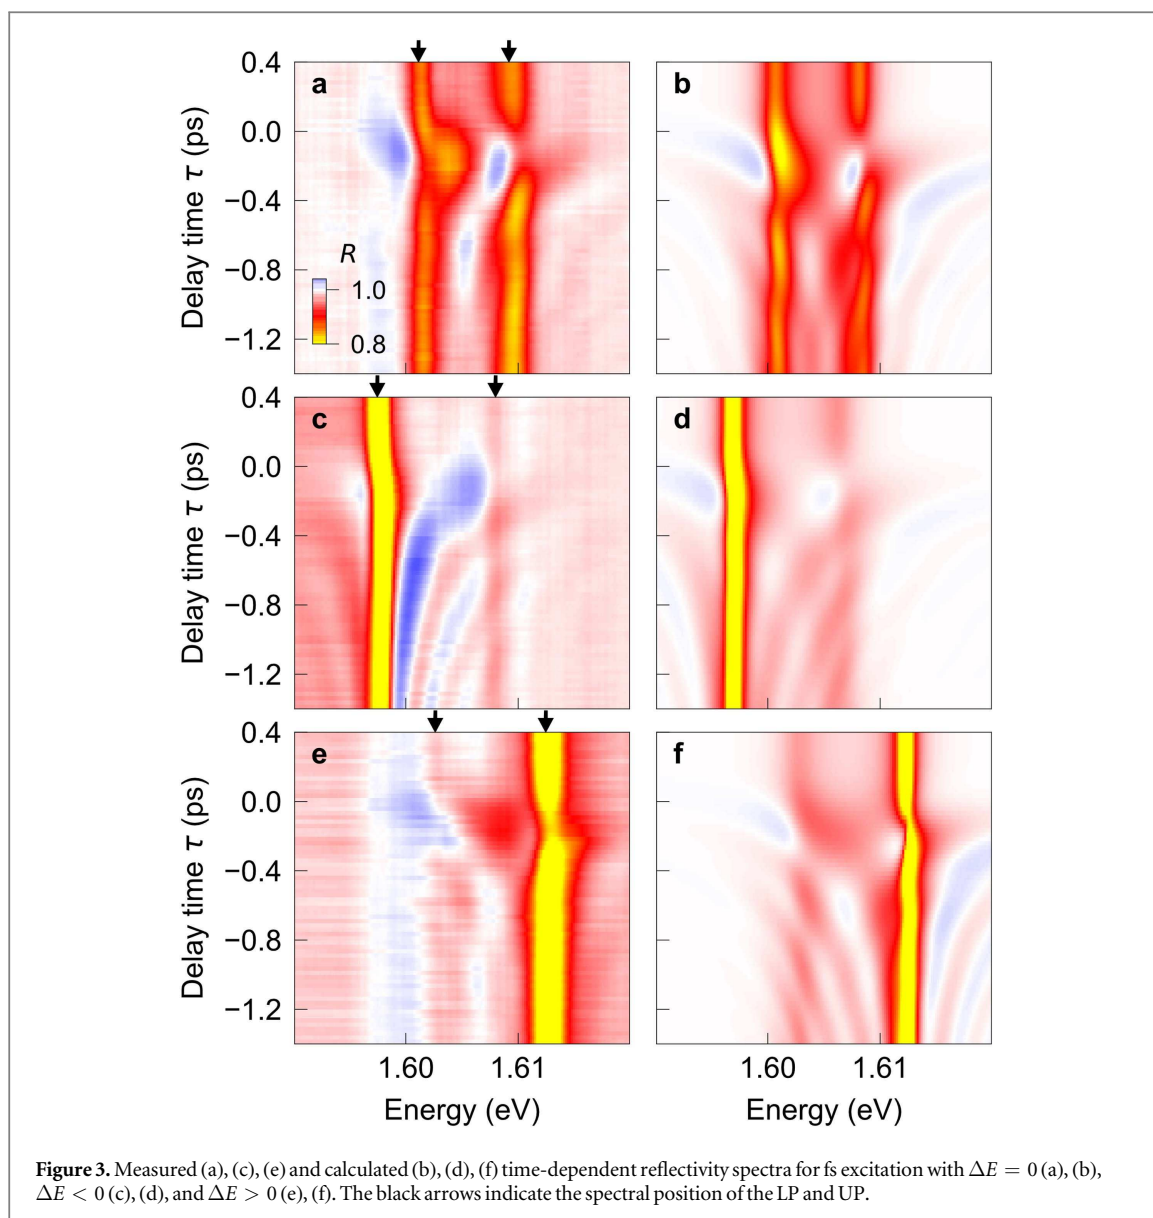 a
b
0.4
0.0
−0.4
−0.8
−1.2
Delay time τ (ps)
R
1.0
0.8
c
d
0.4
0.0
−0.4
−0.8
−1.2
Delay time τ (ps)
e
f
0.4
0.0
−0.4
−0.8
−1.2
Delay time τ (ps)
1.60 1.61
1.60 1.61
Energy (eV)
Energy (eV)
Figure 3. Measured (a), (c), (e) and calculated (b), (d), (f) time-dependent reflectivity spectra for fs excitation with ΔE = 0 (a), (b),
ΔE < 0 (c), (d), and ΔE > 0 (e), (f). The black arrows indicate the spectral position of the LP and UP.